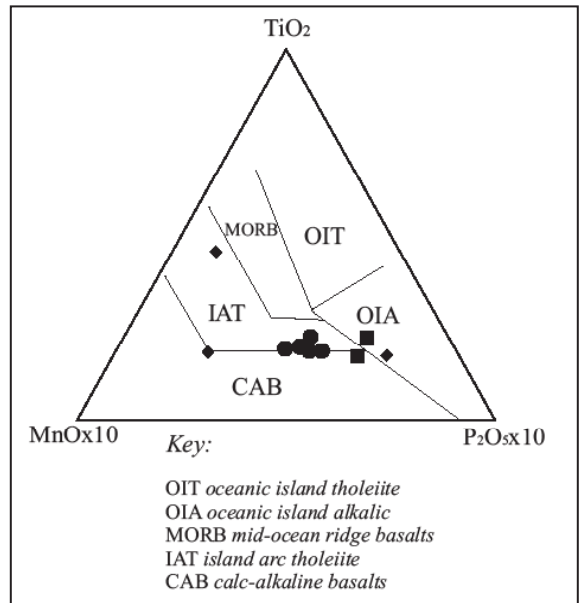 TiO₂
MORB OIT
IAT OIA
CAB
MnOx10 P₂O₅x10
Key:
OIT oceanic island tholeiite
OIA oceanic island alkalic
MORB mid-ocean ridge basalts
IAT island arc tholeiite
CAB calc-alkaline basalts